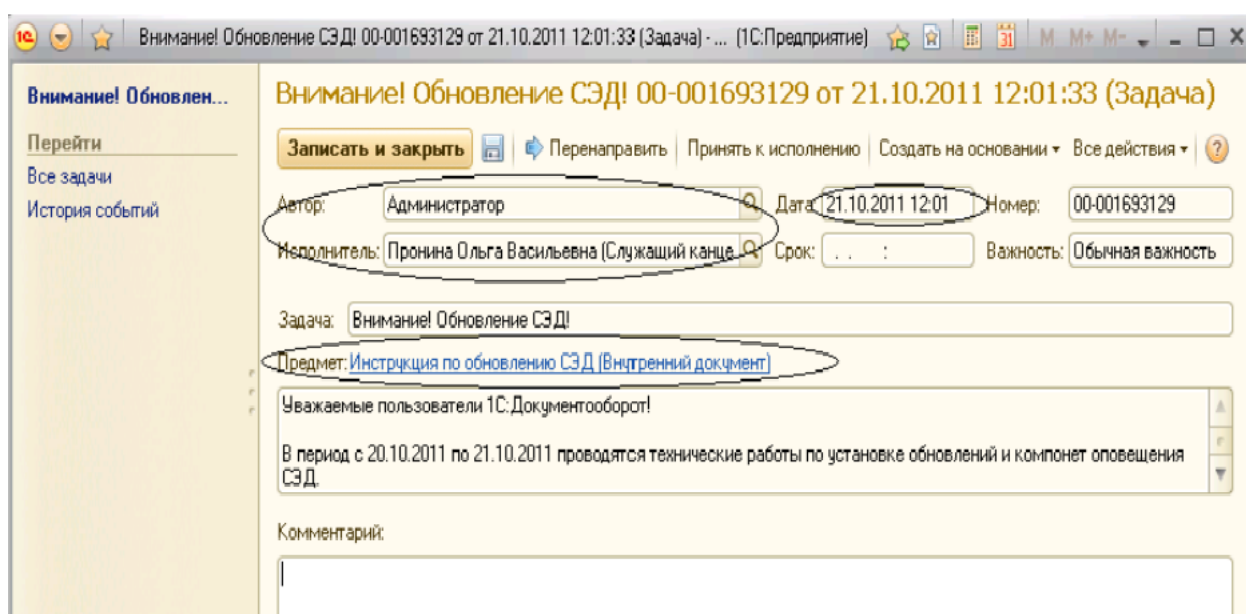 1С Внимание! Обновление СЭД! 00-001693129 от 21.10.2011 12:01:33 (Задача) - ... (1С:Предприятие) 31 M M+ M-
Внимание! Обновлен...
Перейти
Все задачи
История событий
Внимание! Обновление СЭД! 00-001693129 от 21.10.2011 12:01:33 (Задача)
Записать и закрыть Перенаправить Принять к исполнению Создать на основании Все действия ?
Автор: Администратор Дата: 21.10.2011 12:01 Номер: 00-001693129
Исполнитель: Пронина Ольга Васильевна (Служащий канце Срок: . . : Важность: Обычная важность
Задача: Внимание! Обновление СЭД!
Предмет: Инструкция по обновлению СЭД (Внутренний документ)
Уважаемые пользователи 1С:Документооборот!
В период с 20.10.2011 по 21.10.2011 проводятся технические работы по установке обновлений и компонет оповещения
СЭД.
Комментарий: